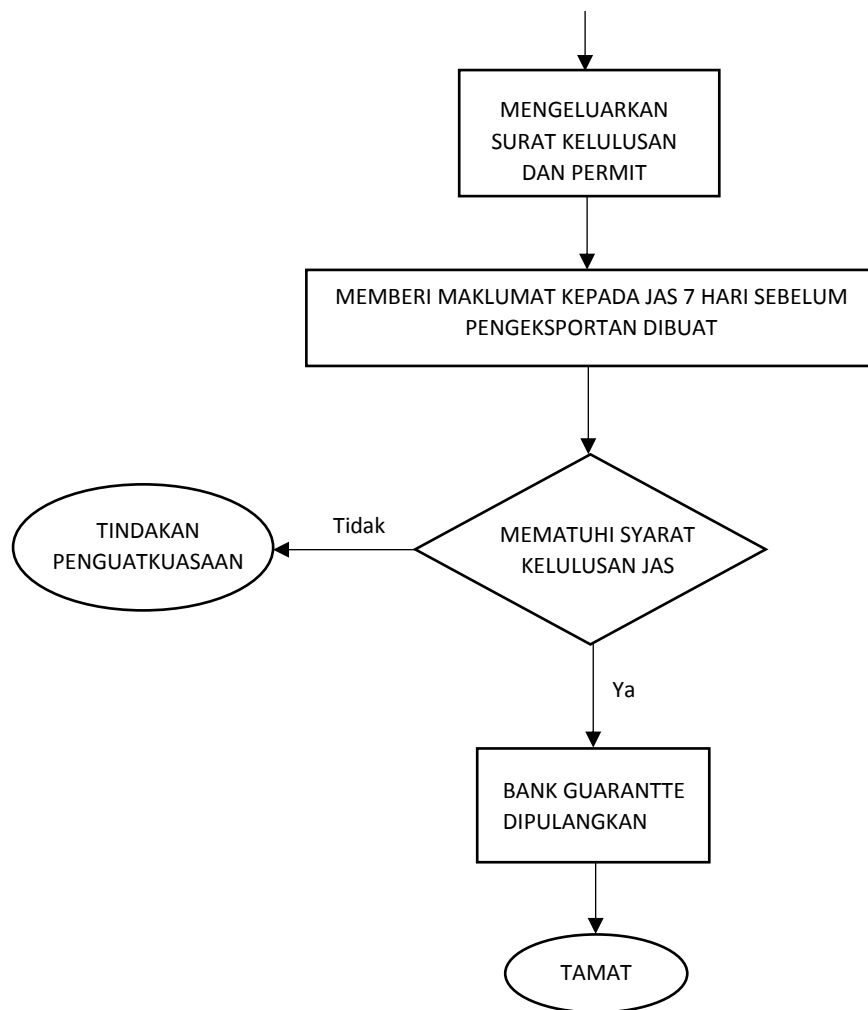 MENGELUARKAN
SURAT KELULUSAN
DAN PERMIT
MEMBERI MAKLUMAT KEPADA JAS 7 HARI SEBELUM
PENGEKSPORTAN DIBUAT
TINDAKAN
PENGUATKUASAAN
Tidak
MEMATUHI SYARAT
KELULUSAN JAS
Ya
BANK GUARANTTE
DIPULANGKAN
TAMAT